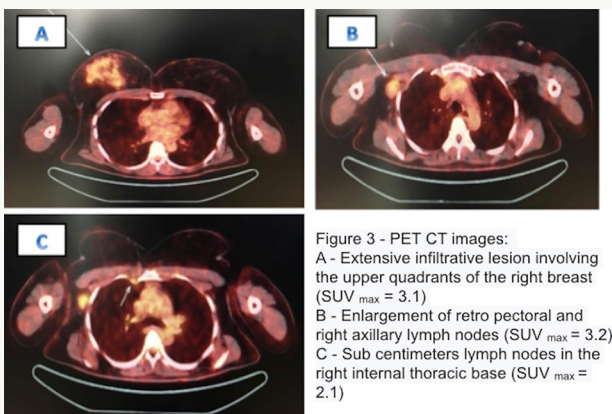 A
B
C
Figure 3 - PET CT images:
A - Extensive infiltrative lesion involving
the upper quadrants of the right breast
(SUV max = 3.1)
B - Enlargement of retro pectoral and
right axillary lymph nodes (SUV max = 3.2)
C - Sub centimeters lymph nodes in the
right internal thoracic base (SUV max =
2.1)